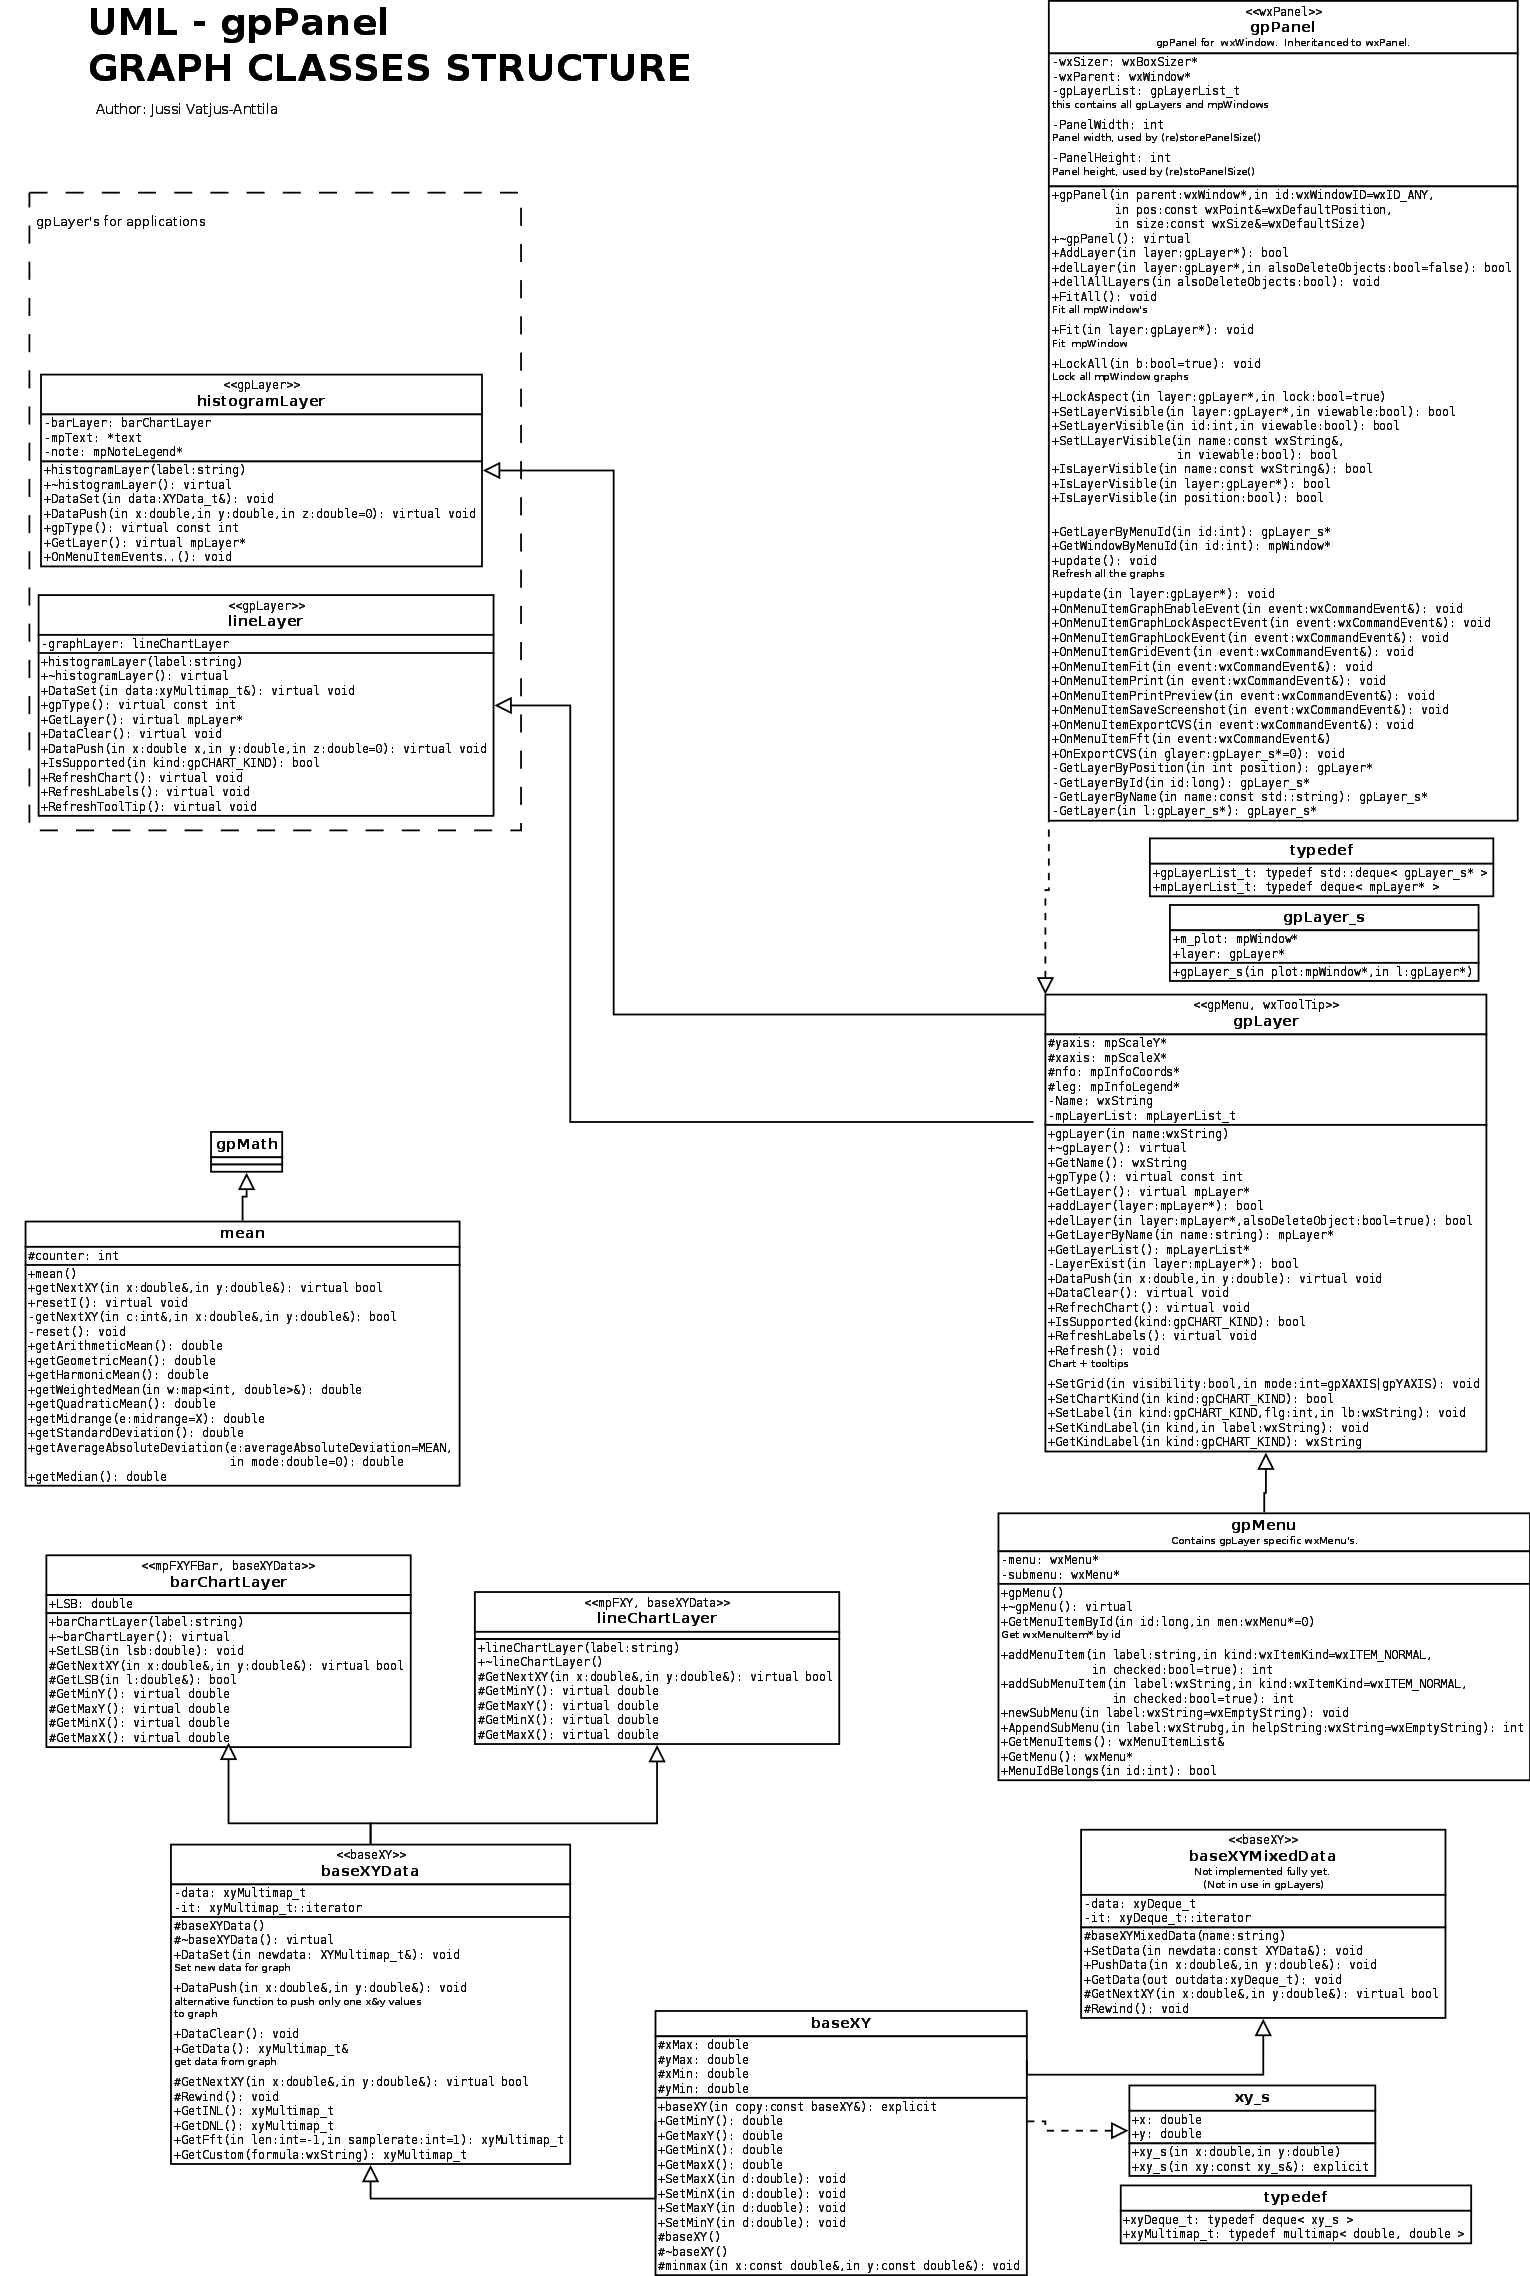 UML - gpPanel
GRAPH CLASSES STRUCTURE
Author: Jussi Vatjus-Anttila
<<wxPanel>>
gpPanel
gpPanel for wxWindow. Inheritanced to wxPanel.
-wxSizer: wxBoxSizer*
-wxParent: wxWindow*
-gpLayerList: gpLayerList_t
this contains all gpLayers and mpWindows
-PanelWidth: int
Panel width, used by (re)storePanelSize()
-PanelHeight: int
Panel height, used by (re)stoPanelSize()
+gpPanel(in parent:wxWindow*,in id:wxWindowID=wxID_ANY,
in pos:const wxPoint&=wxDefaultPosition,
in size:const wxSize&=wxDefaultSize)
+~gpPanel(): virtual
+AddLayer(in layer:gpLayer*): bool
+delLayer(in layer:gpLayer*,in alsoDeleteObjects:bool=false): bool
+dellAllLayers(in alsoDeleteObjects:bool): void
+FitAll(): void
Fit all mpWindow's
+Fit(in layer:gpLayer*): void
Fit mpWindow
+LockAll(in b:bool=true): void
Lock all mpWindow graphs
+LockAspect(in layer:gpLayer*,in lock:bool=true)
+SetLayerVisible(in layer:gpLayer*,in viewable:bool): bool
+SetLayerVisible(in id:int,in viewable:bool): bool
+SetLLayerVisible(in name:const wxString&,
in viewable:bool): bool
+IsLayerVisible(in name:const wxString&): bool
+IsLayerVisible(in layer:gpLayer*): bool
+IsLayerVisible(in position:bool): bool
+GetLayerByMenuId(in id:int): gpLayer_s*
+GetWindowByMenuId(in id:int): mpWindow*
+update(): void
Refresh all the graphs
+update(in layer:gpLayer*): void
+OnMenuItemGraphEnableEvent(in event:wxCommandEvent&): void
+OnMenuItemGraphLockAspectEvent(in event:wxCommandEvent&): void
+OnMenuItemGraphLockEvent(in event:wxCommandEvent&): void
+OnMenuItemGridEvent(in event:wxCommandEvent&): void
+OnMenuItemFit(in event:wxCommandEvent&): void
+OnMenuItemPrint(in event:wxCommandEvent&): void
+OnMenuItemPrintPreview(in event:wxCommandEvent&): void
+OnMenuItemSaveScreenshot(in event:wxCommandEvent&): void
+OnMenuItemExportCVS(in event:wxCommandEvent&): void
+OnMenuItemFft(in event:wxCommandEvent&)
+OnExportCVS(in glayer:gpLayer_s*=0): void
-GetLayerByPosition(in int position): gpLayer*
-GetLayerById(in id:long): gpLayer_s*
-GetLayerByName(in name:const std::string): gpLayer_s*
-GetLayer(in l:gpLayer_s*): gpLayer_s*
gpLayer's for applications
<<gpLayer>>
histogramLayer
-barLayer: barChartLayer
-mpText: *text
-note: mpNoteLegend*
+histogramLayer(label:string)
+~histogramLayer(): virtual
+DataSet(in data:XYData_t&): void
+DataPush(in x:double,in y:double,in z:double=0): virtual void
+gpType(): virtual const int
+GetLayer(): virtual mpLayer*
+OnMenuItemEvents..(): void
<<gpLayer>>
lineLayer
-graphLayer: lineChartLayer
+histogramLayer(label:string)
+~histogramLayer(): virtual
+DataSet(in data:xyMultimap_t&): virtual void
+gpType(): virtual const int
+GetLayer(): virtual mpLayer*
+DataClear(): virtual void
+DataPush(in x:double x,in y:double,in z:double=0): virtual void
+IsSupported(in kind:gpCHART_KIND): bool
+RefreshChart(): virtual void
+RefreshLabels(): virtual void
+RefreshToolTip(): virtual void
typedef
+gpLayerList_t: typedef std::deque< gpLayer_s* >
+mpLayerList_t: typedef deque< mpLayer* >
gpLayer_s
+m_plot: mpWindow*
+layer: gpLayer*
+gpLayer_s(in plot:mpWindow*,in l:gpLayer*)
<<gpMenu, wxToolTip>>
gpLayer
#yaxis: mpScaleY*
#xaxis: mpScaleX*
#nfo: mpInfoCoords*
#leg: mpInfoLegend*
-Name: wxString
-mpLayerList: mpLayerList_t
+gpLayer(in name:wxString)
+~gpLayer(): virtual
+GetName(): wxString
+gpType(): virtual const int
+GetLayer(): virtual mpLayer*
+addLayer(layer:mpLayer*): bool
+delLayer(in layer:mpLayer*,alsoDeleteObject:bool=true): bool
+GetLayerByName(in name:string): mpLayer*
+GetLayerList(): mpLayerList*
-LayerExist(in layer:mpLayer*): bool
+DataPush(in x:double,in y:double): virtual void
+DataClear(): virtual void
+RefrechChart(): virtual void
+IsSupported(kind:gpCHART_KIND): bool
+RefreshLabels(): virtual void
+Refresh(): void
Chart + tooltips
+SetGrid(in visibility:bool,in mode:int=gpXAXIS|gpYAXIS): void
+SetChartKind(in kind:gpCHART_KIND): bool
+SetLabel(in kind:gpCHART_KIND,flg:int,in lb:wxString): void
+SetKindLabel(in kind,in label:wxString): void
+GetKindLabel(in kind:gpCHART_KIND): wxString
gpMath
mean
#counter: int
+mean()
+getNextXY(in x:double&,in y:double&): virtual bool
+resetI(): virtual void
-getNextXY(in c:int&,in x:double&,in y:double&): bool
-reset(): void
+getArithmeticMean(): double
+getGeometricMean(): double
+getHarmonicMean(): double
+getWeightedMean(in w:map<int, double>&): double
+getQuadraticMean(): double
+getMidrange(e:midrange=X): double
+getStandardDeviation(): double
+getAverageAbsoluteDeviation(e:averageAbsoluteDeviation=MEAN,
in mode:double=0): double
+getMedian(): double
gpMenu
Contains gpLayer specific wxMenu's.
-menu: wxMenu*
-submenu: wxMenu*
+gpMenu()
+~gpMenu(): virtual
+GetMenuItemById(in id:long,in men:wxMenu*=0)
Get wxMenuItem* by id
+addMenuItem(in label:string,in kind:wxItemKind=wxITEM_NORMAL,
in checked:bool=true): int
+addSubMenuItem(in label:wxString,in kind:wxItemKind=wxITEM_NORMAL,
in checked:bool=true): int
+newSubMenu(in label:wxString=wxEmptyString): void
+AppendSubMenu(in label:wxStrubg,in helpString:wxString=wxEmptyString): int
+GetMenuItems(): wxMenuItemList&
+GetMenu(): wxMenu*
+MenuIdBelongs(in id:int): bool
<<mpFXYFBar, baseXYData>>
barChartLayer
+LSB: double
+barChartLayer(label:string)
+~barChartLayer(): virtual
+SetLSB(in lsb:double): void
#GetNextXY(in x:double&,in y:double&): virtual bool
#GetLSB(in l:double&): bool
#GetMinY(): virtual double
#GetMaxY(): virtual double
#GetMinX(): virtual double
#GetMaxX(): virtual double
<<mpFXY, baseXYData>>
lineChartLayer
+lineChartLayer(label:string)
+~lineChartLayer()
#GetNextXY(in x:double&,in y:double&): virtual bool
#GetMinY(): virtual double
#GetMaxY(): virtual double
#GetMinX(): virtual double
#GetMaxX(): virtual double
<<baseXY>>
baseXYData
-data: xyMultimap_t
-it: xyMultimap_t::iterator
#baseXYData()
#~baseXYData(): virtual
+DataSet(in newdata: XYMultimap_t&): void
Set new data for graph
+DataPush(in x:double&,in y:double&): void
alternative function to push only one x&y values
to graph
+DataClear(): void
+GetData(): xyMultimap_t&
get data from graph
#GetNextXY(in x:double&,in y:double&): virtual bool
#Rewind(): void
+GetINL(): xyMultimap_t
+GetDNL(): xyMultimap_t
+GetFft(in len:int=-1,in samplerate:int=1): xyMultimap_t
+GetCustom(formula:wxString): xyMultimap_t
<<baseXY>>
baseXYMixedData
Not implemented fully yet.
(Not in use in gpLayers)
-data: xyDeque_t
-it: xyDeque_t::iterator
#baseXYMixedData(name:string)
+SetData(in newdata:const XYData&): void
+PushData(in x:double&,in y:double&): void
+GetData(out outdata:xyDeque_t): void
#GetNextXY(in x:double&,in y:double&): virtual bool
#Rewind(): void
baseXY
#xMax: double
#yMax: double
#xMin: double
#yMin: double
+baseXY(in copy:const baseXY&): explicit
+GetMinY(): double
+GetMaxY(): double
+GetMinX(): double
+GetMaxX(): double
+SetMaxX(in d:double): void
+SetMinX(in d:double): void
+SetMaxY(in d:duoble): void
+SetMinY(in d:double): void
#baseXY()
#~baseXY()
#minmax(in x:const double&,in y:const double&): void
xy_s
+x: double
+y: double
+xy_s(in x:double,in y:double)
+xy_s(in xy:const xy_s&): explicit
typedef
+xyDeque_t: typedef deque< xy_s >
+xyMultimap_t: typedef multimap< double, double >